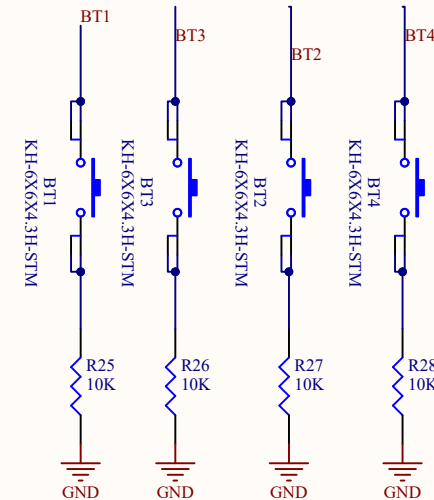 BT1
BT3
BT2
BT4
BT1
KH-6X6X4.3H-STM
BT3
KH-6X6X4.3H-STM
BT2
KH-6X6X4.3H-STM
BT4
KH-6X6X4.3H-STM
R25
10K
R26
10K
R27
10K
R28
10K
GND
GND
GND
GND